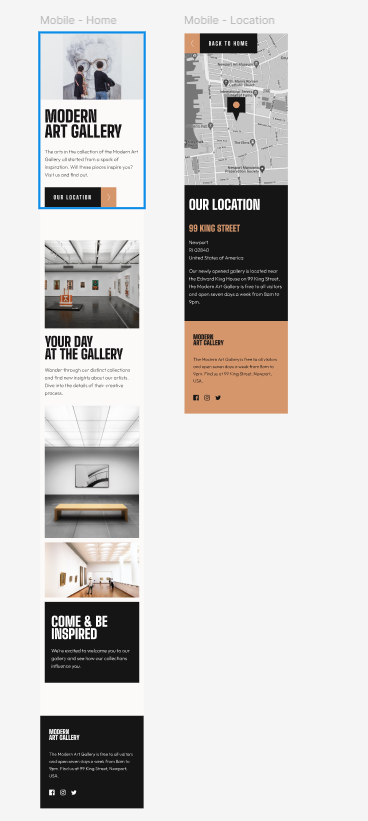 Mobile - Home
MODERN
ART GALLERY
The arts in the collection of the Modern Art
Gallery all started from a spark of
inspiration. Will these pieces inspire you?
Visit us and find out.
OUR LOCATION
YOUR DAY
AT THE GALLERY
Wander through our distinct collections
and find new insights about our artists.
Dive into the details of their creative
process.
COME & BE
INSPIRED
We're excited to welcome you to our
gallery and see how our collections
influence you.
MODERN
ART GALLERY
The Modern Art Gallery is free to all visitors
and open seven days a week from 8am to
9pm. Find us at 99 King Street, Newport,
USA.
Mobile - Location
BACK TO HOME
OUR LOCATION
99 KING STREET
Newport
RI 02840
United States of America
Our newly opened gallery is located near
the Edward King House on 99 King Street,
the Modern Art Gallery is free to all visitors
and open seven days a week from 8am to
9pm.
MODERN
ART GALLERY
The Modern Art Gallery is free to all visitors
and open seven days a week from 8am to
9pm. Find us at 99 King Street, Newport,
USA.